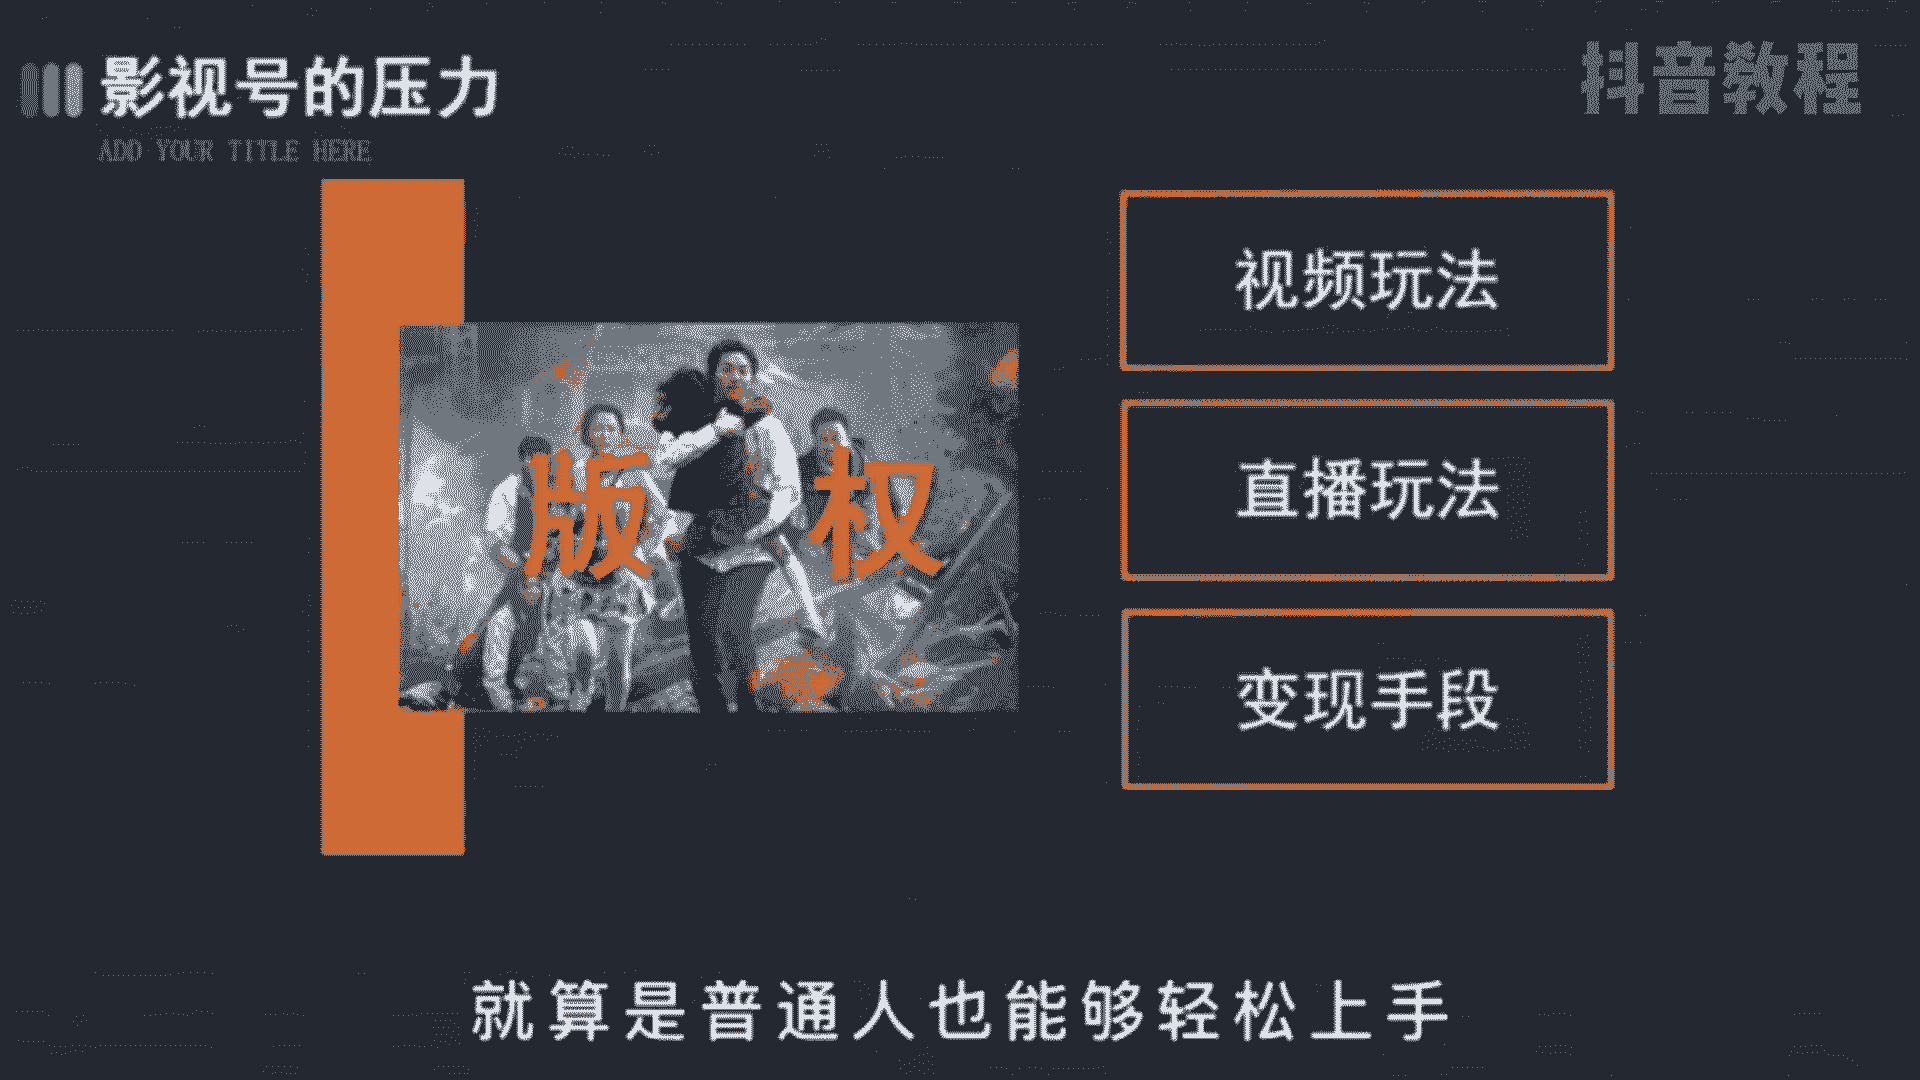 影视号的压力
抖音教程
ADD YOUR TITLE HERE
版权
视频玩法
直播玩法
变现手段
就算是普通人也能够轻松上手